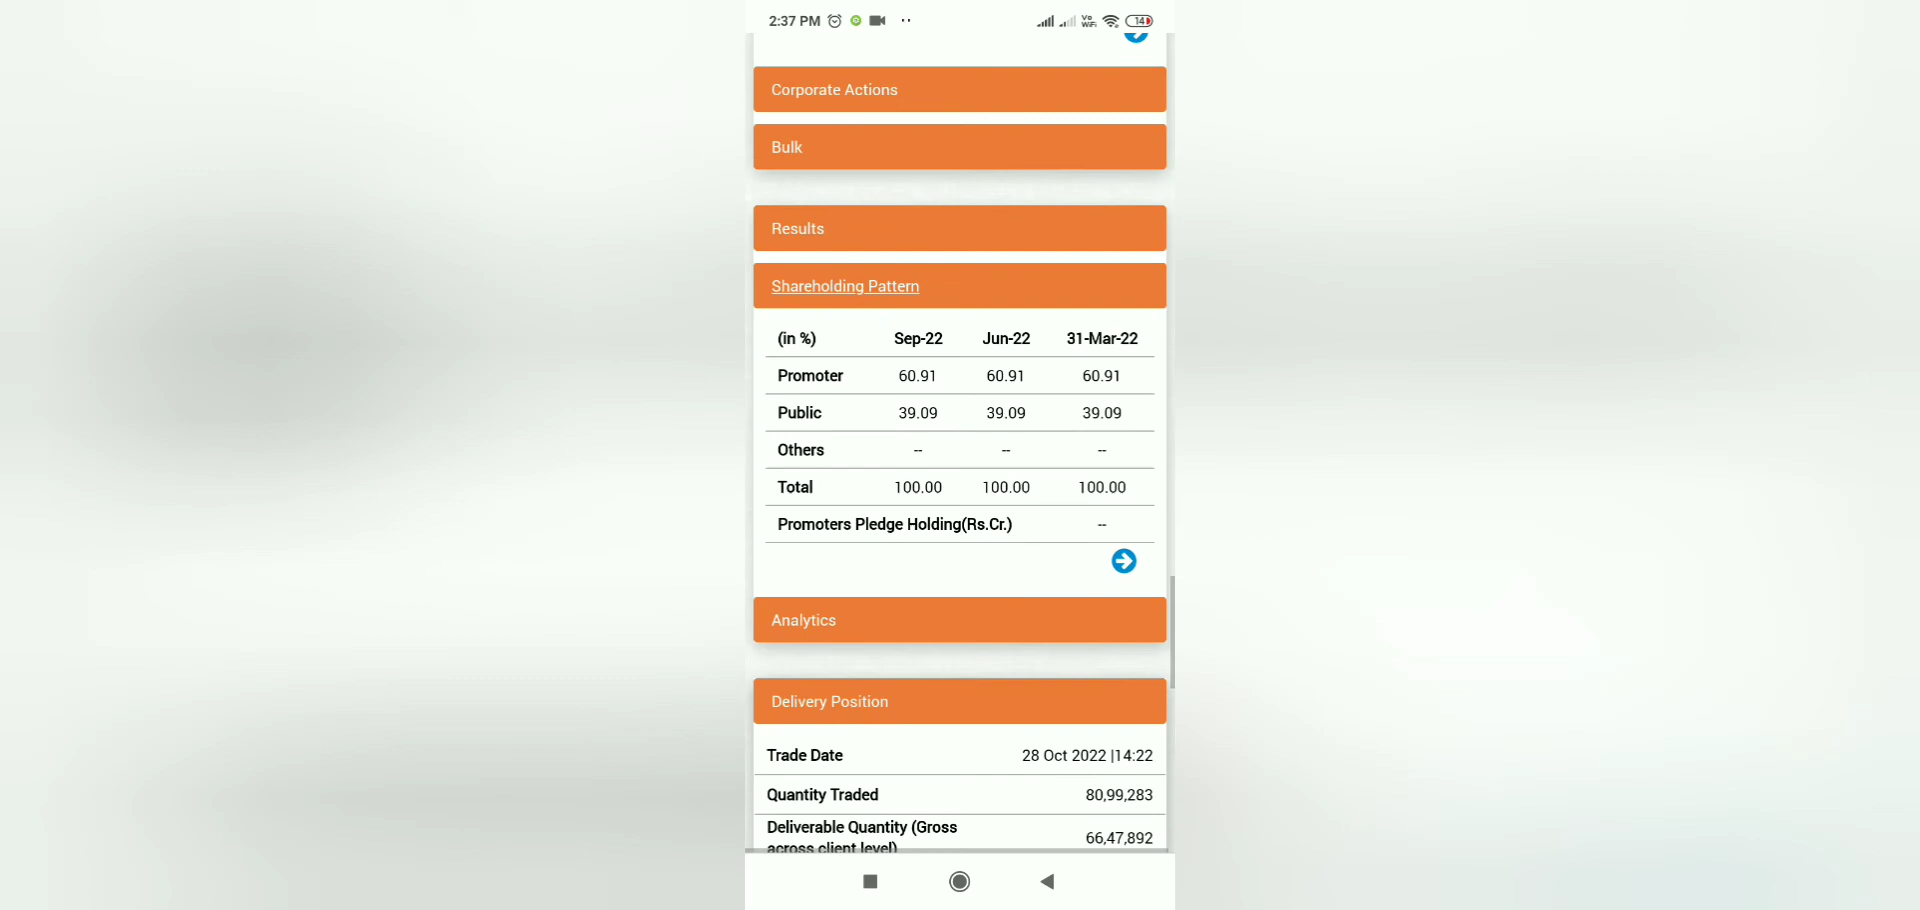 2:37 PM Vo WiFi 14
Corporate Actions
Bulk
Results
Shareholding Pattern
(in %) Sep-22 Jun-22 31-Mar-22
Promoter 60.91 60.91 60.91
Public 39.09 39.09 39.09
Others -- -- --
Total 100.00 100.00 100.00
Promoters Pledge Holding(Rs.Cr.) --
Analytics
Delivery Position
Trade Date 28 Oct 2022 |14:22
Quantity Traded 80,99,283
Deliverable Quantity (Gross
across client level) 66,47,892